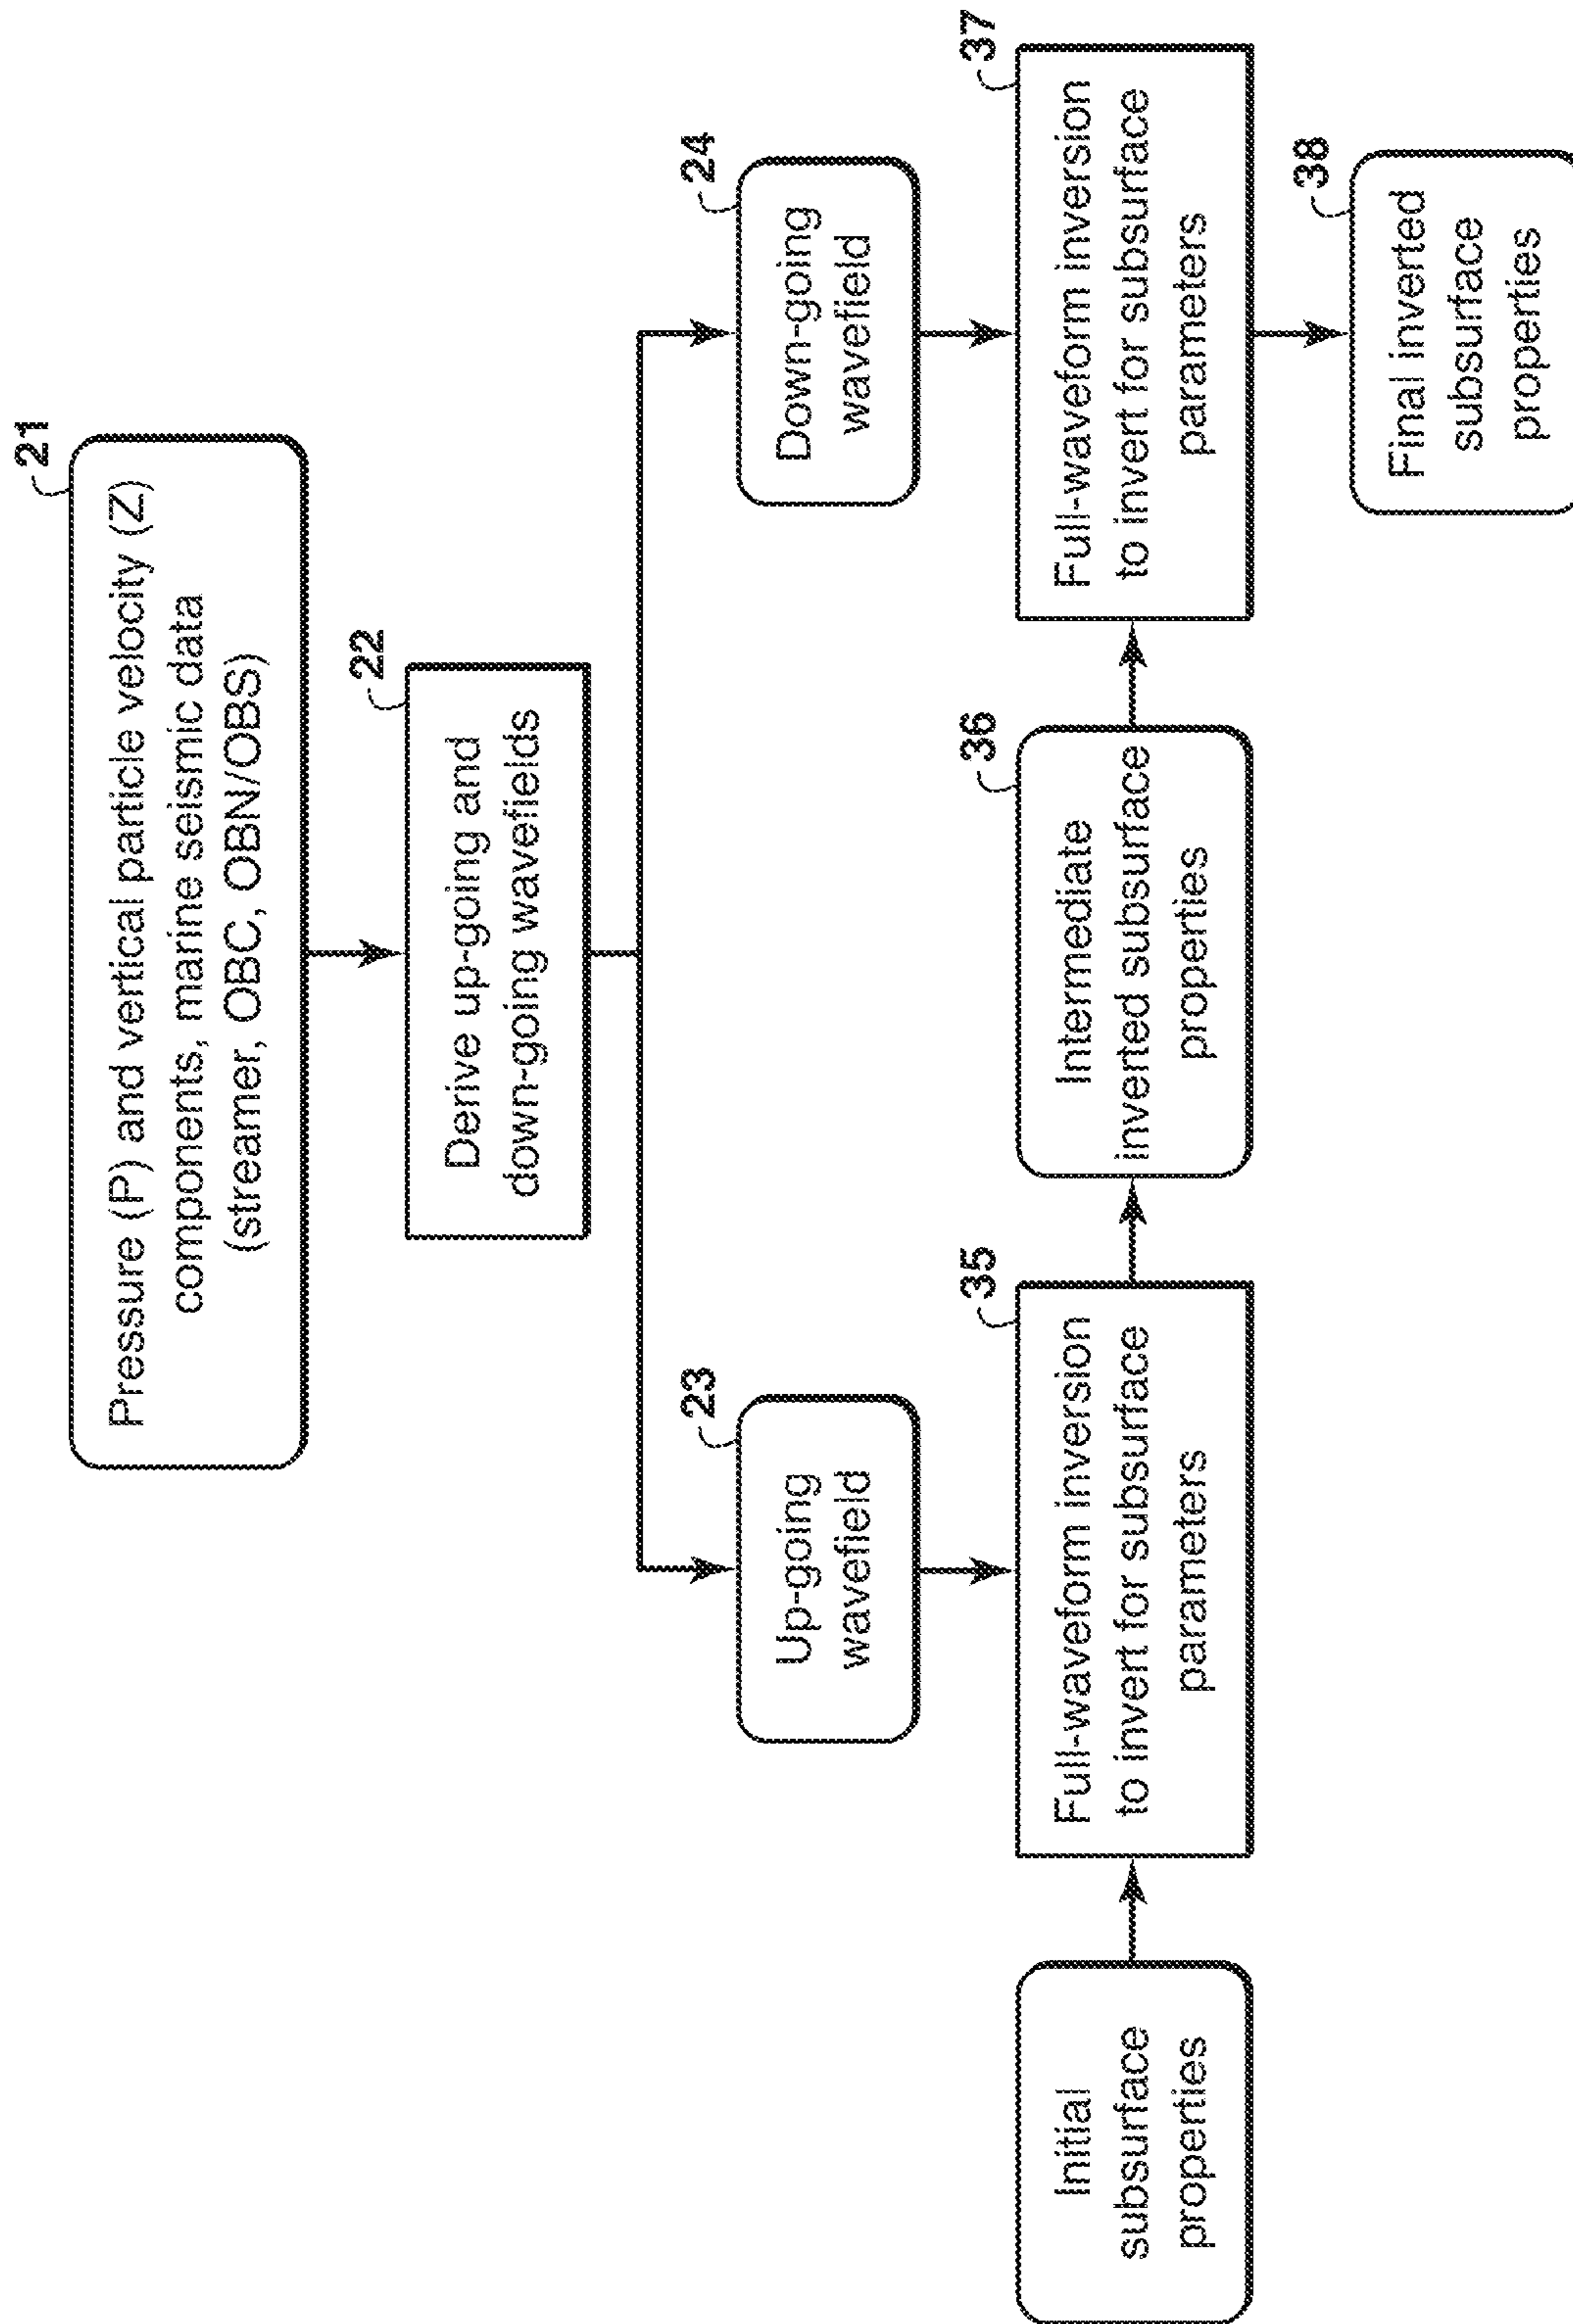 21
Pressure (P) and vertical particle velocity (Z)
components, marine seismic data
(streamer, OBC, OBN/OBS)
22
Derive up-going and
down-going wavefields
23
Up-going
wavefield
24
Down-going
wavefield
Initial
subsurface
properties
35
Full-waveform inversion
to invert for subsurface
parameters
36
Intermediate
inverted subsurface
properties
37
Full-waveform inversion
to invert for subsurface
parameters
38
Final inverted
subsurface
properties